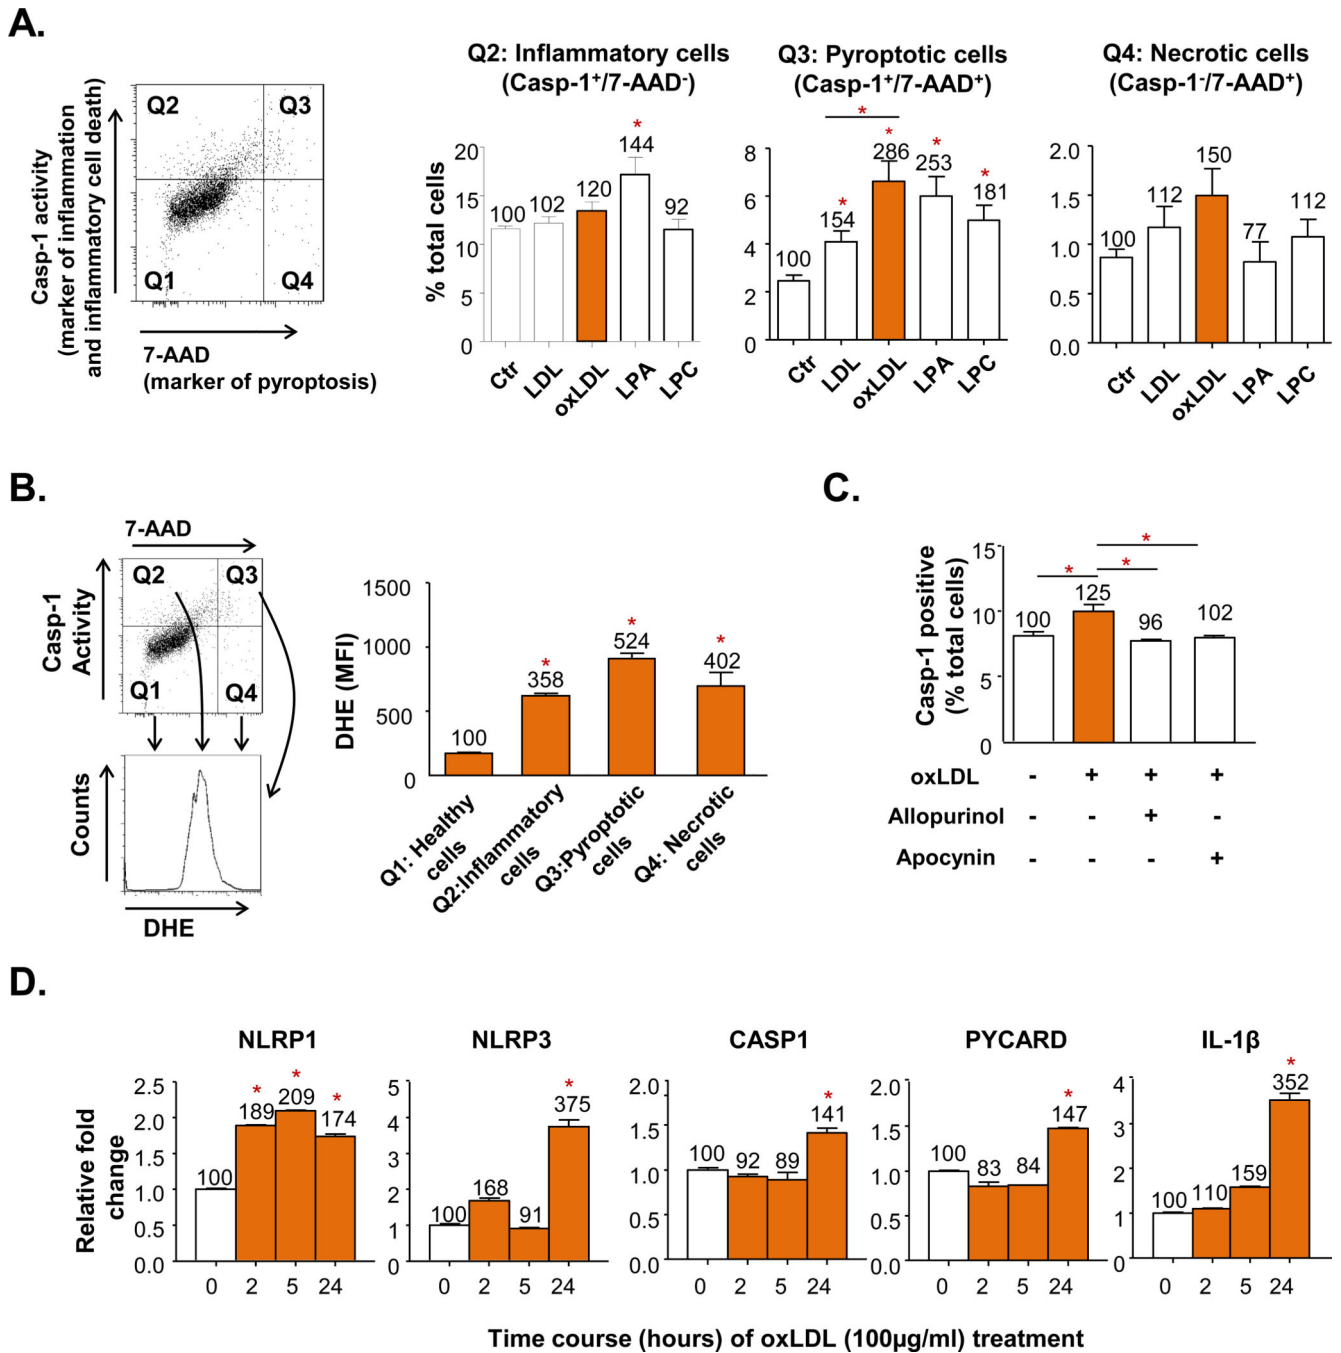 A.
Q2: Inflammatory cells
(Casp-1⁺/7-AAD⁻)
Q3: Pyroptotic cells
(Casp-1⁺/7-AAD⁺)
Q4: Necrotic cells
(Casp-1⁻/7-AAD⁺)
Casp-1 activity
(marker of inflammation
and inflammatory cell death)
Q2
Q3
Q1
Q4
7-AAD
(marker of pyroptosis)
% total cells
20
15
10
5
0
100
102
120
*
144
92
Ctr
LDL
oxLDL
LPA
LPC
8
6
4
2
0
*
100
*
154
*
286
*
253
*
181
Ctr
LDL
oxLDL
LPA
LPC
2.0
1.5
1.0
0.5
0.0
100
112
150
77
112
Ctr
LDL
oxLDL
LPA
LPC
B.
7-AAD
Casp-1
Activity
Q2
Q3
Q1
Q4
Counts
DHE
DHE (MFI)
1500
1000
500
0
100
*
358
*
524
*
402
Q1: Healthy
cells
Q2:Inflammatory
cells
Q3:Pyroptotic
cells
Q4: Necrotic
cells
C.
Casp-1 positive
(% total cells)
15
10
5
0
*
*
*
100
125
96
102
oxLDL - + + +
Allopurinol - - + -
Apocynin - - - +
D.
Relative fold
change
NLRP1
2.5
2.0
1.5
1.0
0.5
0.0
100
*
189
*
209
*
174
0 2 5 24
NLRP3
5
4
3
2
1
0
100
168
91
*
375
0 2 5 24
CASP1
2.0
1.5
1.0
0.5
0.0
100
92
89
*
141
0 2 5 24
PYCARD
2.0
1.5
1.0
0.5
0.0
100
83
84
*
147
0 2 5 24
IL-1β
4
3
2
1
0
100
110
159
*
352
0 2 5 24
Time course (hours) of oxLDL (100µg/ml) treatment